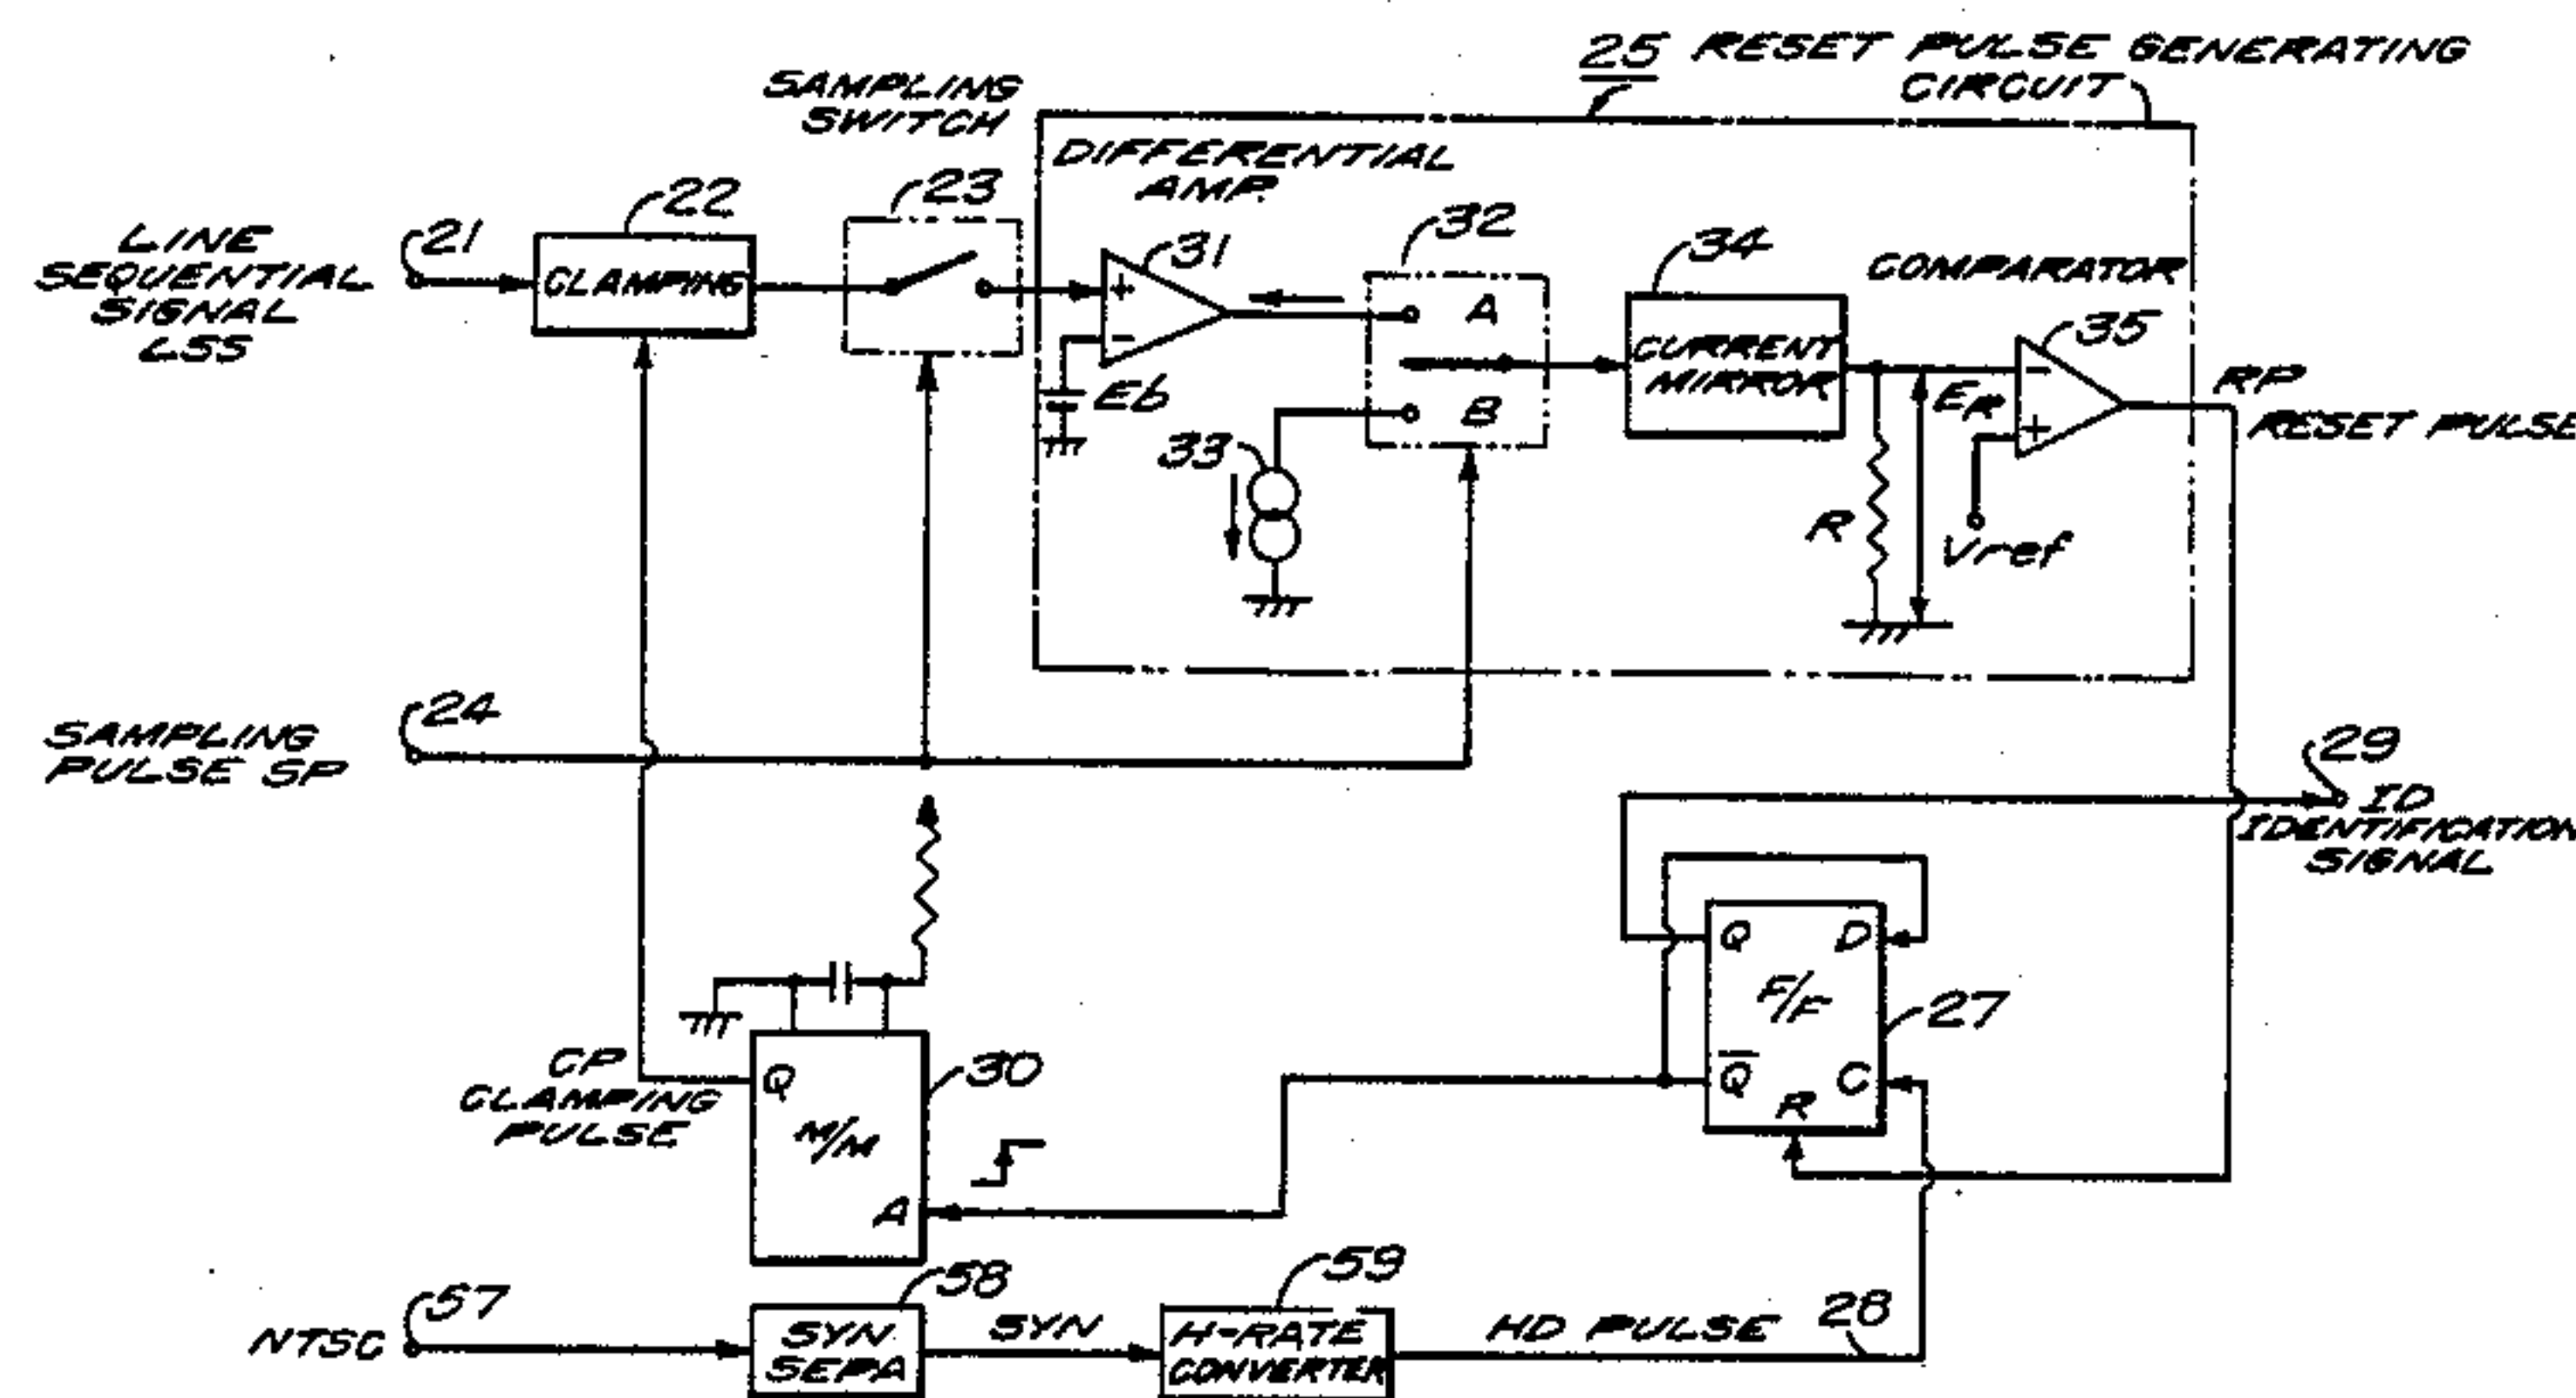 25 RESET PULSE GENERATING
CIRCUIT
SAMPLING
SWITCH
DIFFERENTIAL
AMP.
LINE
SEQUENTIAL
SIGNAL
LSS
21
22
CLAMPING
23
+
-
31
Eb
32
A
B
33
34
CURRENT
MIRROR
COMPARATOR
35
-
+
ER
R
Vref
RP
RESET PULSE
SAMPLING
PULSE SP
24
29
ID
IDENTIFICATION
SIGNAL
Q
D
F/F
27
Q
C
R
CP
CLAMPING
PULSE
Q
M/M
30
A
NTSC
57
58
SYN
SEPA
SYN
59
H-RATE
CONVERTER
HD PULSE
28